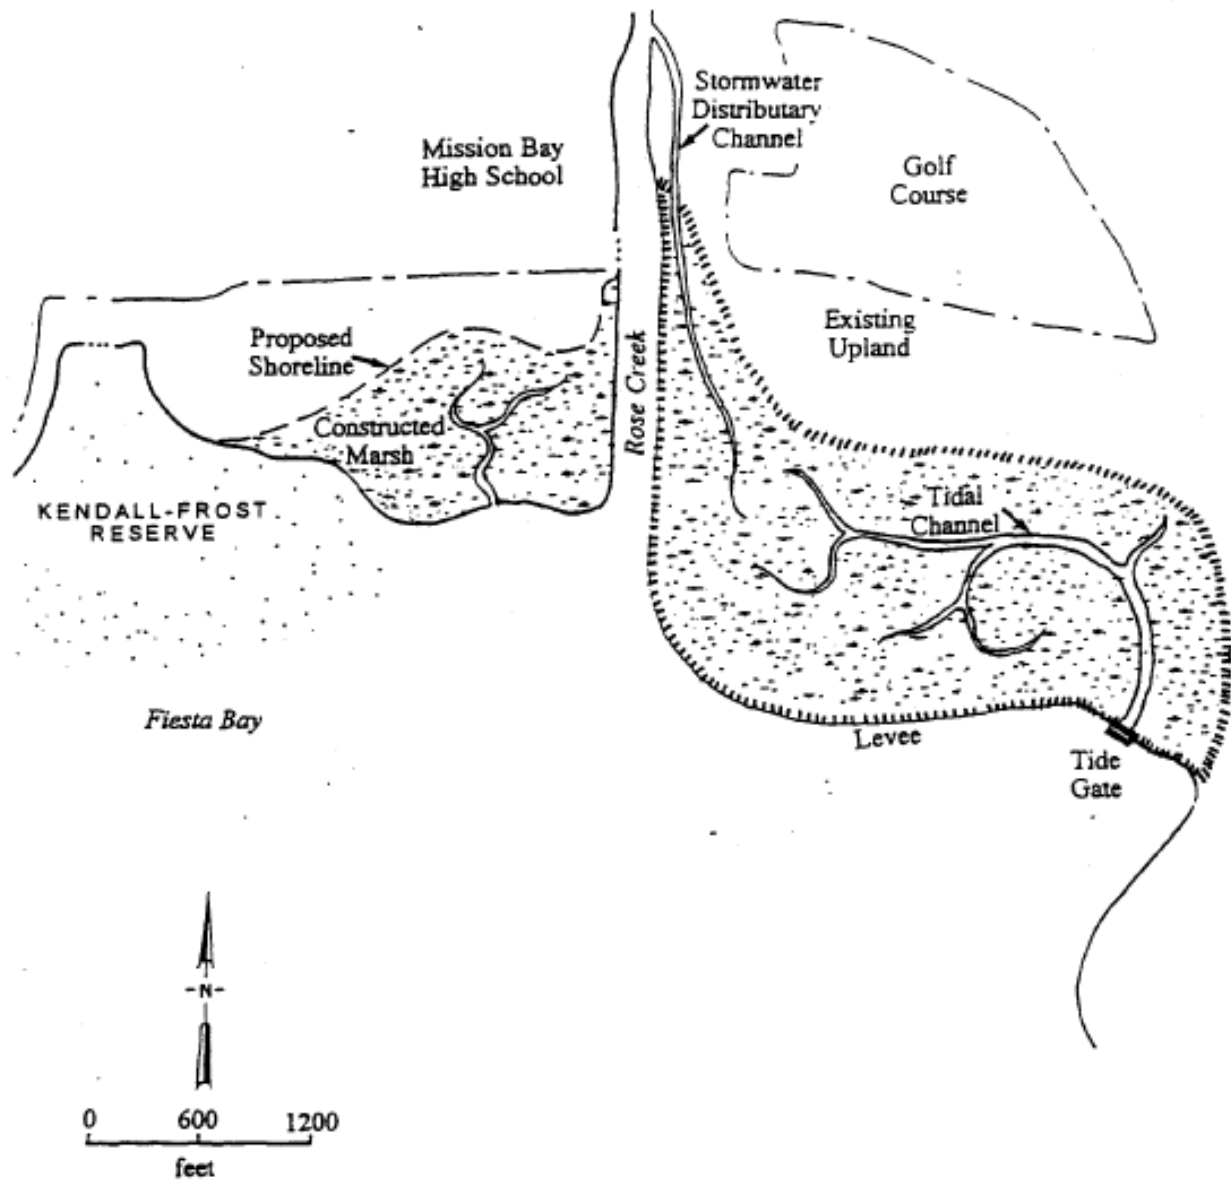 Stormwater
Distributary
Channel
Mission Bay
High School
Golf
Course
Proposed
Shoreline
Existing
Upland
Rose Creek
Constructed
Marsh
Tidal
Channel
KENDALL-FROST
RESERVE
Fiesta Bay
Levee
Tide
Gate
-N-
0 600 1200
feet